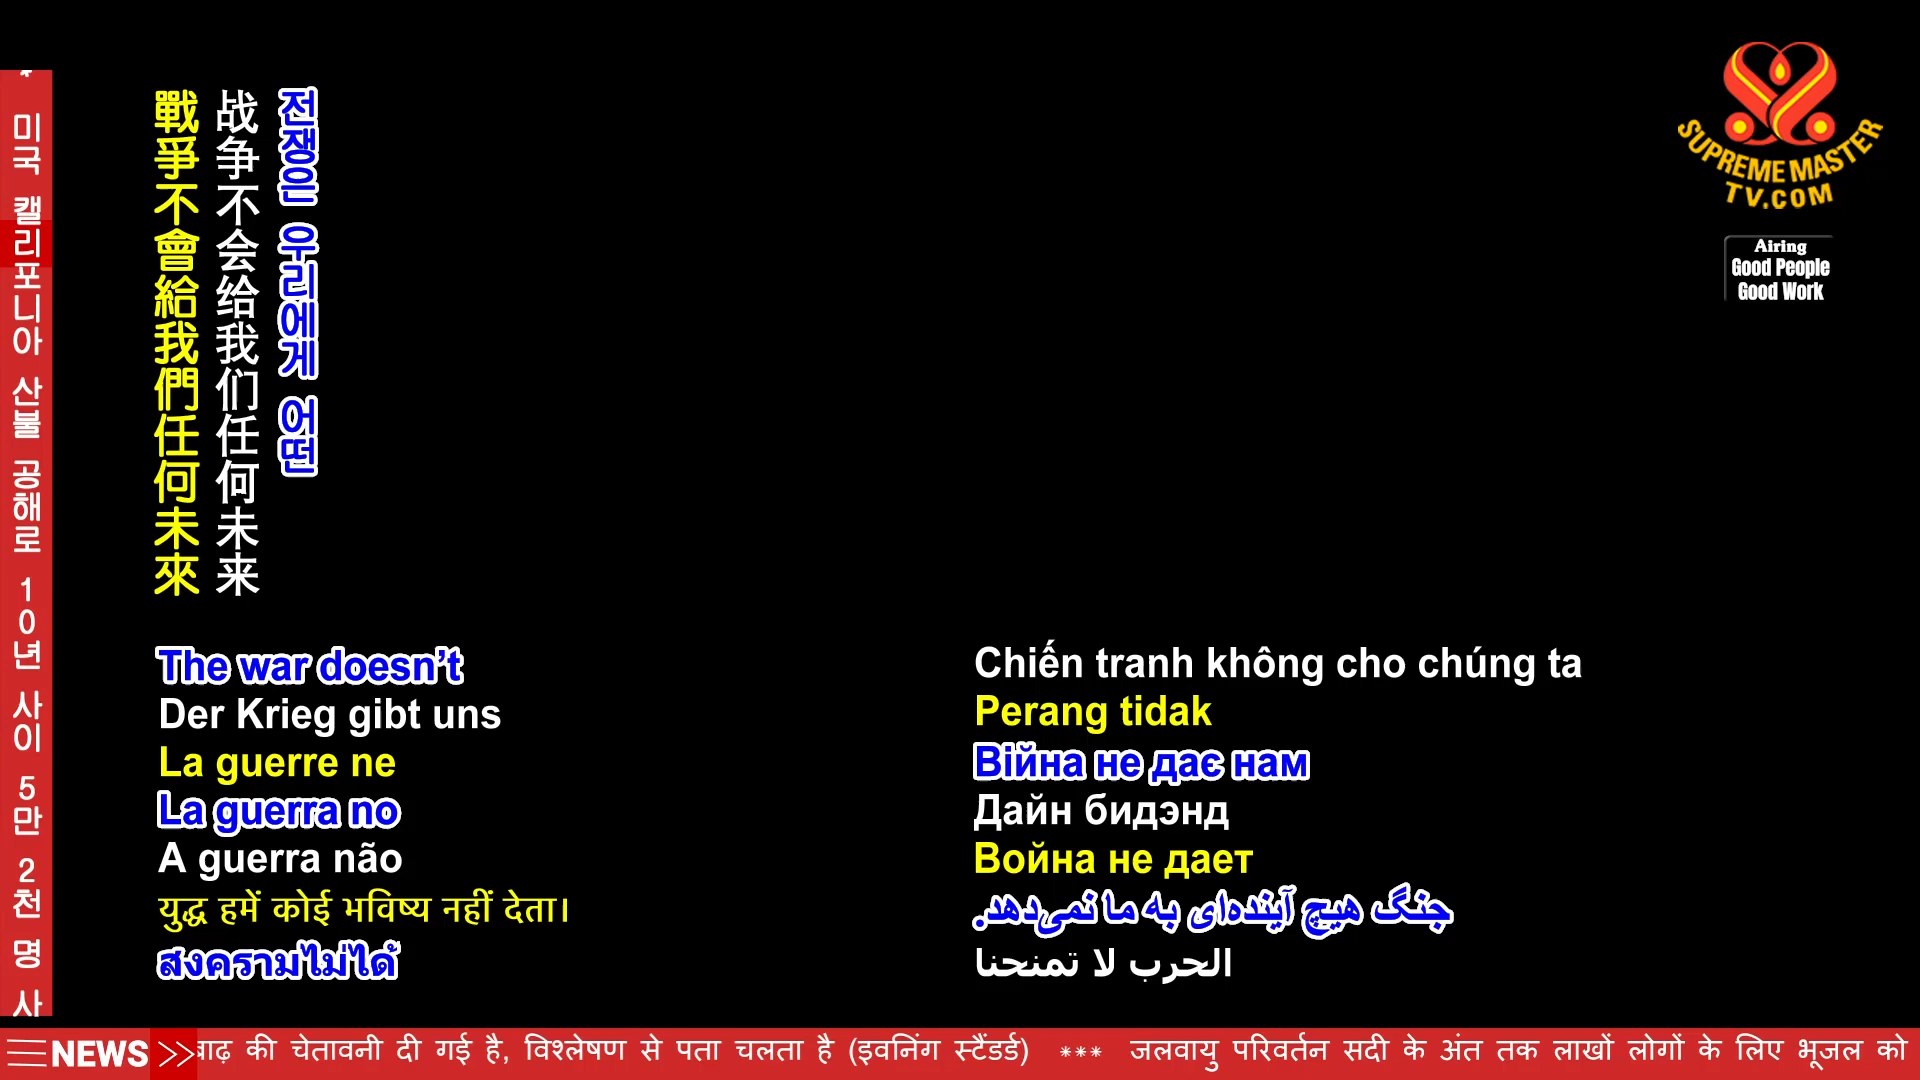 * 미국 캘리포니아 산불 공해로 10년 사이 5만 2천 명 사
戰爭不會給我們任何未來
战争不会给我们任何未来
전쟁은 우리에게 어떤
SUPREME MASTER
TV.COM
Airing
Good People
Good Work
The war doesn’t
Der Krieg gibt uns
La guerre ne
La guerra no
A guerra não
युद्ध हमें कोई भविष्य नहीं देता।
สงครามไม่ได้
Chiến tranh không cho chúng ta
Perang tidak
Війна не дає нам
Дайн бидэнд
Война не дает
جنگ هیچ آینده‌ای به ما نمی‌دهد.
الحرب لا تمنحنا
NEWS
बाढ़ की चेतावनी दी गई है, विश्लेषण से पता चलता है (इवनिंग स्टैंडर्ड) *** जलवायु परिवर्तन सदी के अंत तक लाखों लोगों के लिए भूजल को